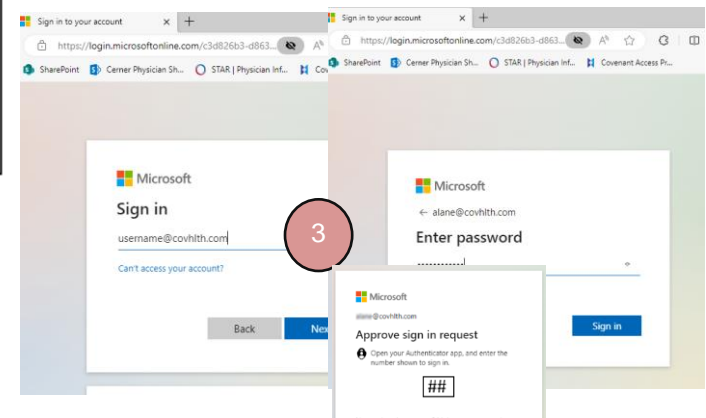 Sign in to your account
https://login.microsoftonline.com/c3d826b3-d863...
SharePoint Cerner Physician Sh... STAR | Physician Inf...
Microsoft
Sign in
username@covhlth.com
Can't access your account?
Back
3
Sign in to your account
https://login.microsoftonline.com/c3d826b3-d863...
SharePoint Cerner Physician Sh... STAR | Physician Inf... Covenant Access Pr...
Microsoft
← alane@covhlth.com
Enter password
Sign in
Microsoft
@covhlth.com
Approve sign in request
Open your Authenticator app, and enter the
number shown to sign in.
##